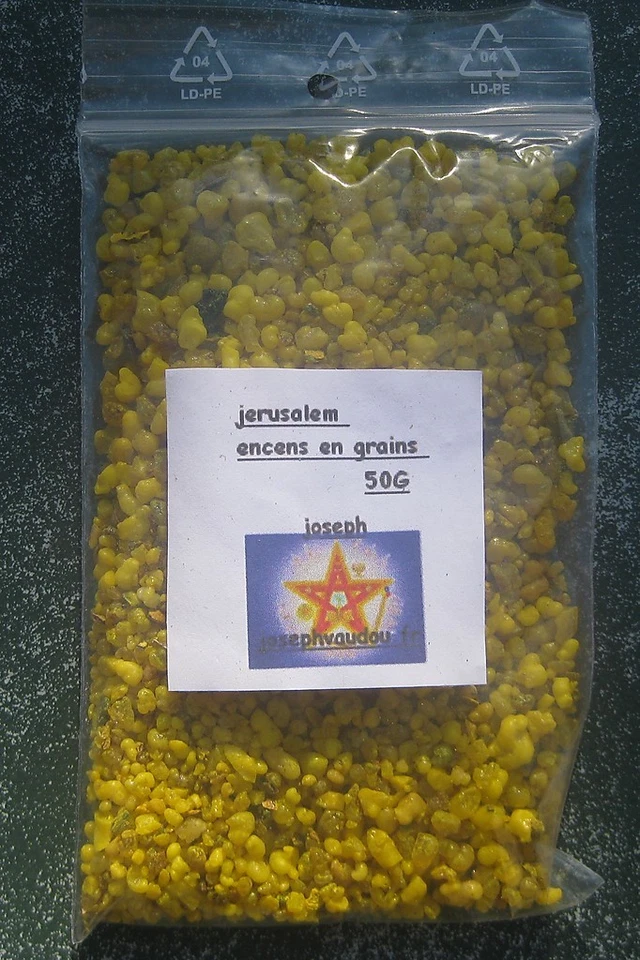 04 04 04
LD-PE LD-PE LD-PE
jerusalem
encens en grains
50G
joseph
josephvaudou.fr